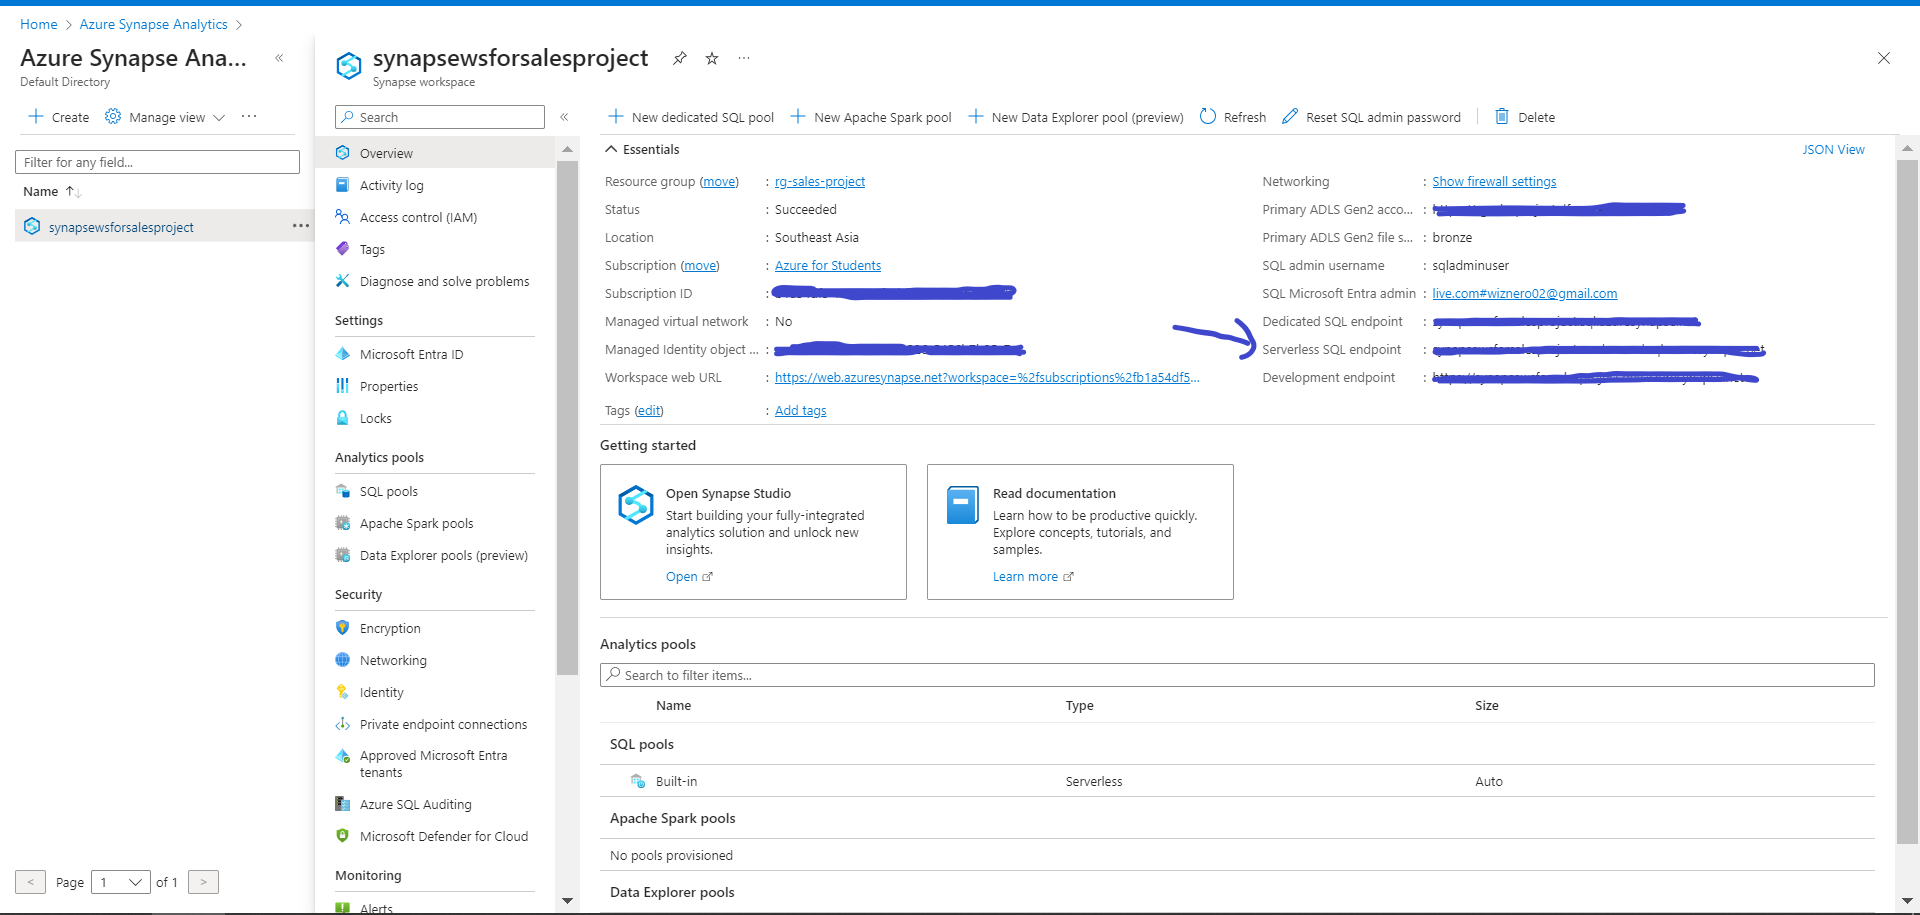 Home > Azure Synapse Analytics >
Azure Synapse Ana... «
Default Directory
+ Create Manage view ...
Filter for any field...
Name ↑↓
synapsewsforsalesproject ...
< Page 1 of 1 >
synapsewsforsalesproject ...
Synapse workspace
Search «
Overview
Activity log
Access control (IAM)
Tags
Diagnose and solve problems
Settings
Microsoft Entra ID
Properties
Locks
Analytics pools
SQL pools
Apache Spark pools
Data Explorer pools (preview)
Security
Encryption
Networking
Identity
Private endpoint connections
Approved Microsoft Entra
tenants
Azure SQL Auditing
Microsoft Defender for Cloud
Monitoring
Alerts
+ New dedicated SQL pool + New Apache Spark pool + New Data Explorer pool (preview) Refresh Reset SQL admin password Delete
Essentials JSON View
Resource group (move) : rg-sales-project
Status : Succeeded
Location : Southeast Asia
Subscription (move) : Azure for Students
Subscription ID :
Managed virtual network : No
Managed Identity object ... :
Workspace web URL : https://web.azuresynapse.net?workspace=%2fsubscriptions%2fb1a54df5...
Tags (edit) : Add tags
Networking : Show firewall settings
Primary ADLS Gen2 acco... :
Primary ADLS Gen2 file s... : bronze
SQL admin username : sqladminuser
SQL Microsoft Entra admin : live.com#wiznero02@gmail.com
Dedicated SQL endpoint :
Serverless SQL endpoint :
Development endpoint :
Getting started
Open Synapse Studio
Start building your fully-integrated
analytics solution and unlock new
insights.
Open
Read documentation
Learn how to be productive quickly.
Explore concepts, tutorials, and
samples.
Learn more
Analytics pools
Search to filter items...
Name Type Size
SQL pools
Built-in Serverless Auto
Apache Spark pools
No pools provisioned
Data Explorer pools